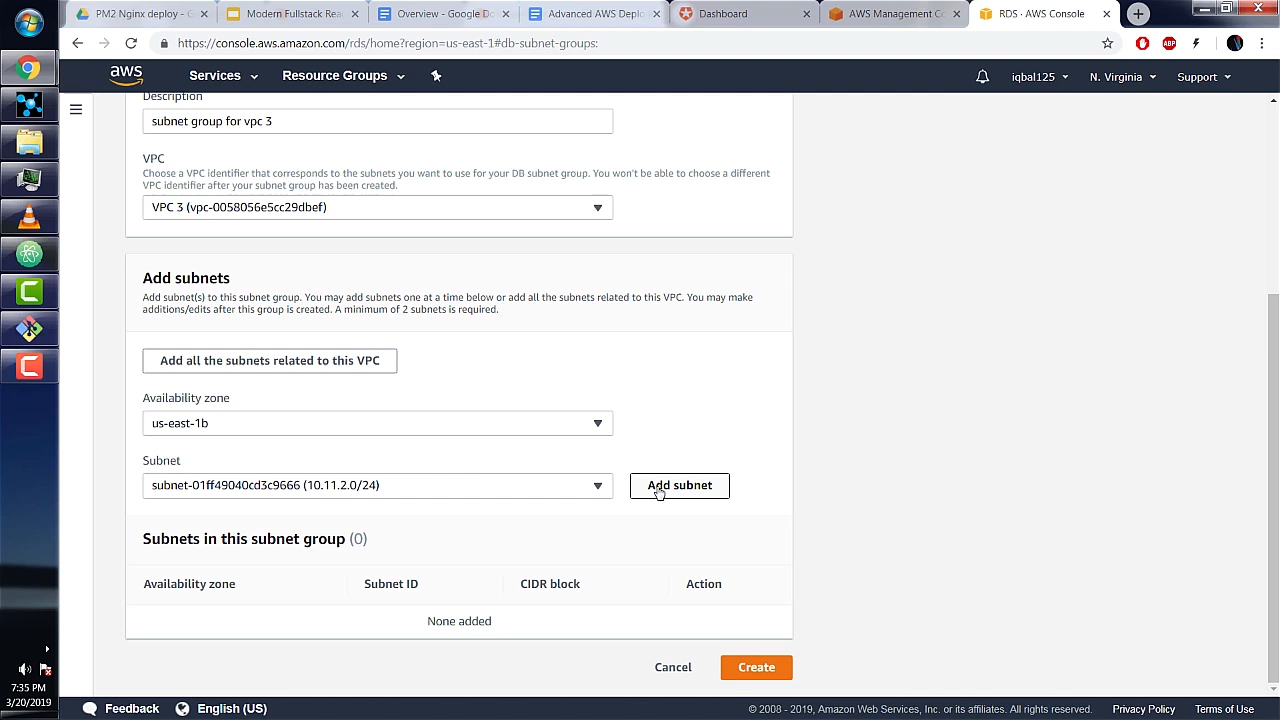 PM2 Nginx deploy - G
Modern Fullstack Rea
Overview - Google Do
Advanced AWS Deplo
Dashboard
AWS Management Co
RDS · AWS Console
https://console.aws.amazon.com/rds/home?region=us-east-1#db-subnet-groups:
ABP
aws
Services
Resource Groups
iqbal125
N. Virginia
Support
Description
subnet group for vpc 3
VPC
Choose a VPC identifier that corresponds to the subnets you want to use for your DB subnet group. You won't be able to choose a different
VPC identifier after your subnet group has been created.
VPC 3 (vpc-0058056e5cc29dbef)
Add subnets
Add subnet(s) to this subnet group. You may add subnets one at a time below or add all the subnets related to this VPC. You may make
additions/edits after this group is created. A minimum of 2 subnets is required.
Add all the subnets related to this VPC
Availability zone
us-east-1b
Subnet
subnet-01ff49040cd3c9666 (10.11.2.0/24)
Add subnet
Subnets in this subnet group (0)
Availability zone
Subnet ID
CIDR block
Action
None added
Cancel
Create
7:35 PM
3/20/2019
Feedback
English (US)
© 2008 - 2019, Amazon Web Services, Inc. or its affiliates. All rights reserved.
Privacy Policy
Terms of Use